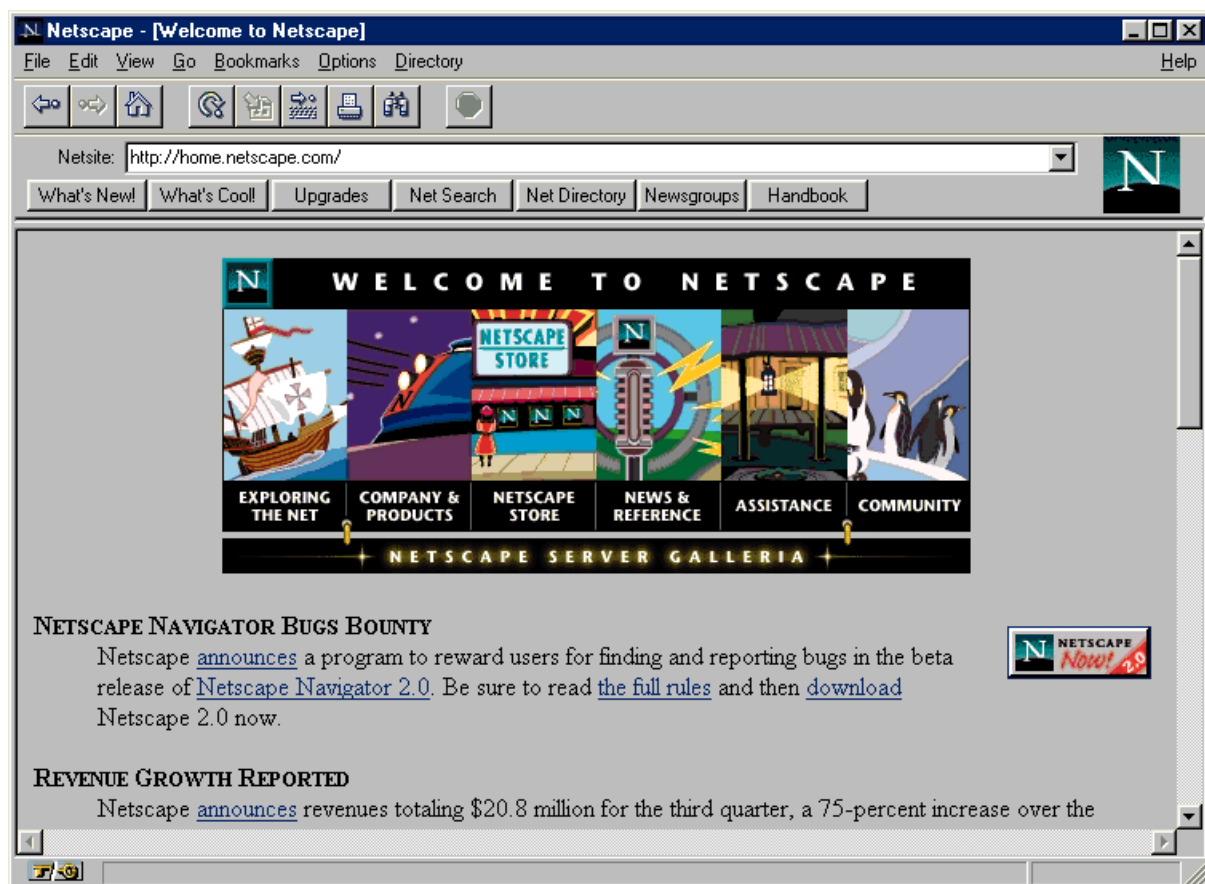 Netscape - [Welcome to Netscape]
File Edit View Go Bookmarks Options Directory Help
Netsite: http://home.netscape.com/
N
What's New! What's Cool! Upgrades Net Search Net Directory Newsgroups Handbook
N WELCOME TO NETSCAPE
NETSCAPE
STORE
N
N N N
EXPLORING
THE NET
COMPANY &
PRODUCTS
NETSCAPE
STORE
NEWS &
REFERENCE
ASSISTANCE
COMMUNITY
NETSCAPE SERVER GALLERIA
NETSCAPE NAVIGATOR BUGS BOUNTY
Netscape announces a program to reward users for finding and reporting bugs in the beta
release of Netscape Navigator 2.0. Be sure to read the full rules and then download
Netscape 2.0 now.
N NETSCAPE
Now! 2.0
REVENUE GROWTH REPORTED
Netscape announces revenues totaling $20.8 million for the third quarter, a 75-percent increase over the